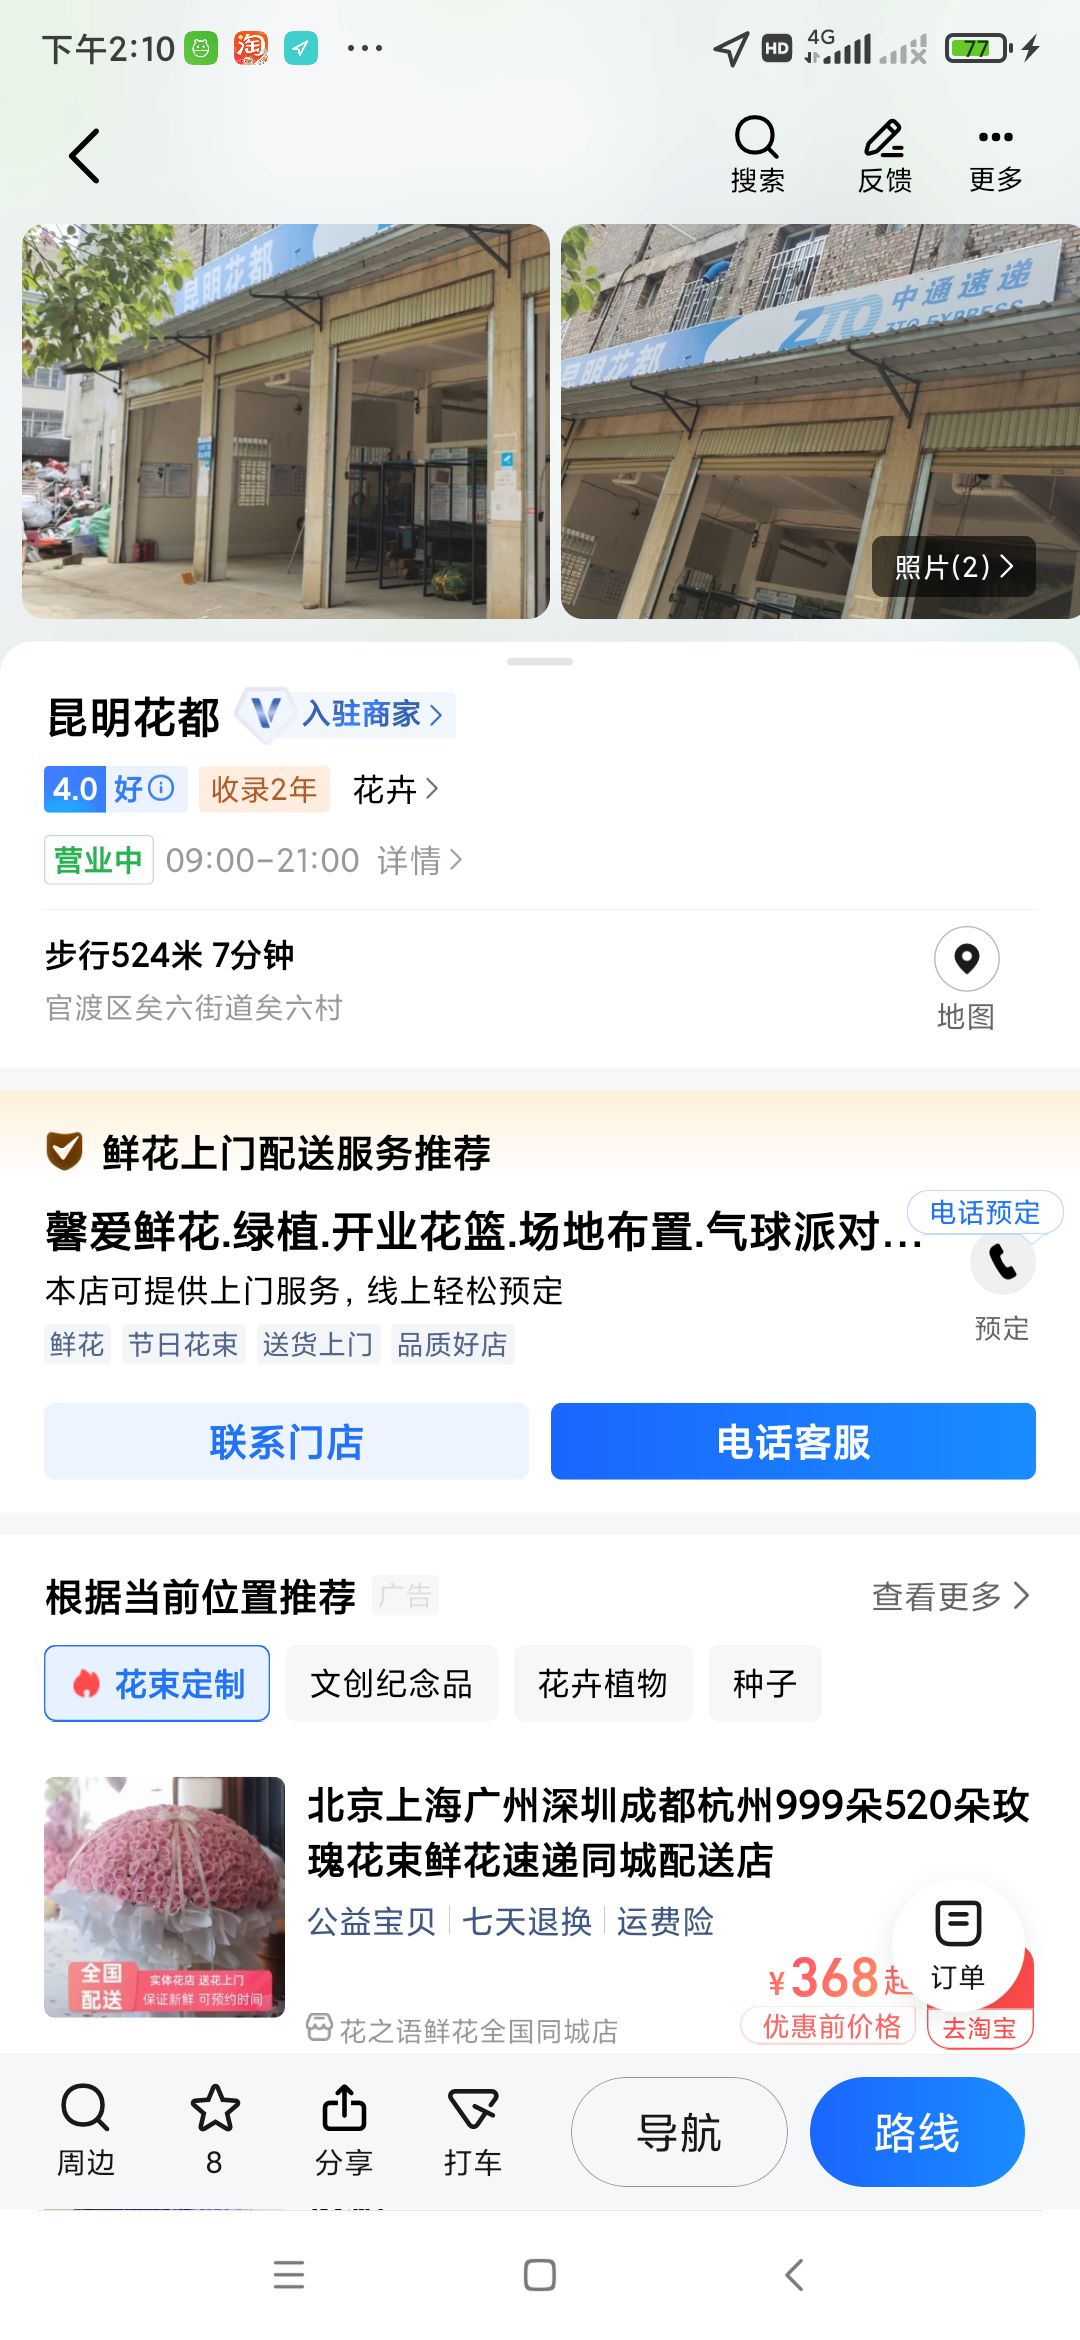 下午2:10
HD 4G 77
搜索 反馈 更多
昆明花都
昆明花都 ZTO 中通速递
ZTO EXPRESS
照片(2)
昆明花都 V 入驻商家
4.0 好 收录2年 花卉
营业中 09:00-21:00 详情
步行524米 7分钟
官渡区矣六街道矣六村
地图
鲜花上门配送服务推荐
馨爱鲜花.绿植.开业花篮.场地布置.气球派对...
电话预定
本店可提供上门服务, 线上轻松预定
预定
鲜花 节日花束 送货上门 品质好店
联系门店 电话客服
根据当前位置推荐 广告 查看更多
花束定制 文创纪念品 花卉植物 种子
北京上海广州深圳成都杭州999朵520朵玫
瑰花束鲜花速递同城配送店
公益宝贝 七天退换 运费险
全国
配送
实体花店 送花上门
保证新鲜 可预约时间
¥368起
订单
花之语鲜花全国同城店
优惠前价格 去淘宝
周边 8 分享 打车 导航 路线